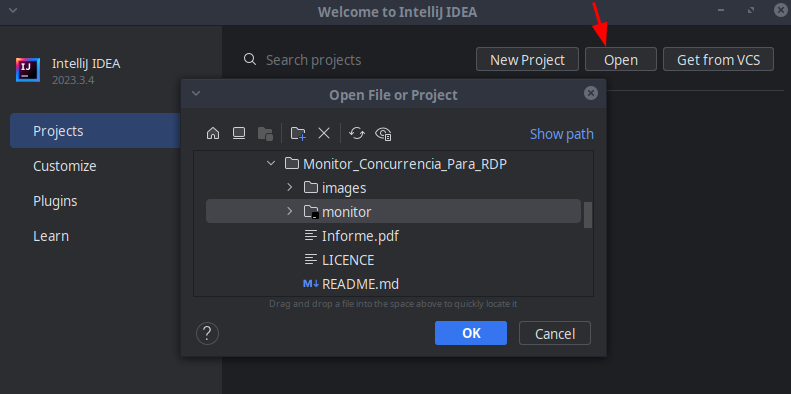 Welcome to IntelliJ IDEA
IntelliJ IDEA
2023.3.4
Search projects
New Project
Open
Get from VCS
Projects
Customize
Plugins
Learn
Open File or Project
Show path
Monitor_Concurrencia_Para_RDP
images
monitor
Informe.pdf
LICENCE
M↓ README.md
Drag and drop a file into the space above to quickly locate it
?
OK
Cancel